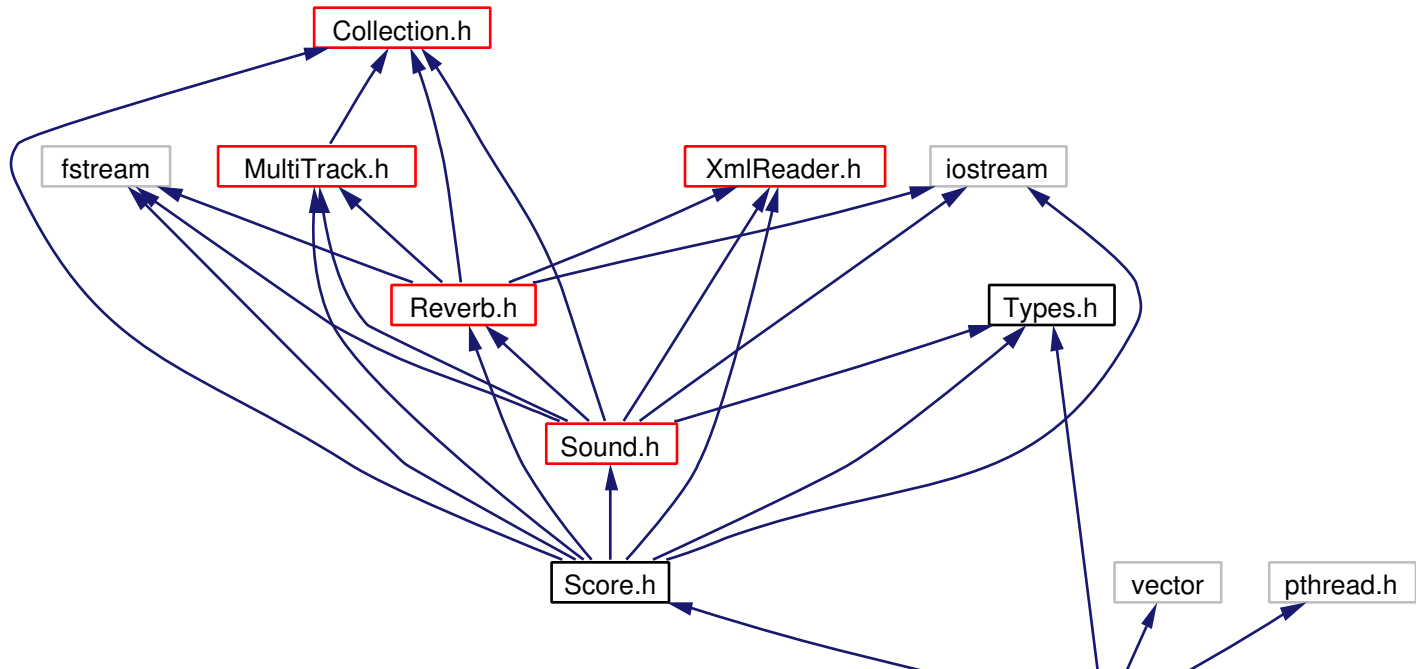 Collection.h
fstream
MultiTrack.h
XmlReader.h
iostream
Reverb.h
Types.h
Sound.h
Score.h
vector
pthread.h